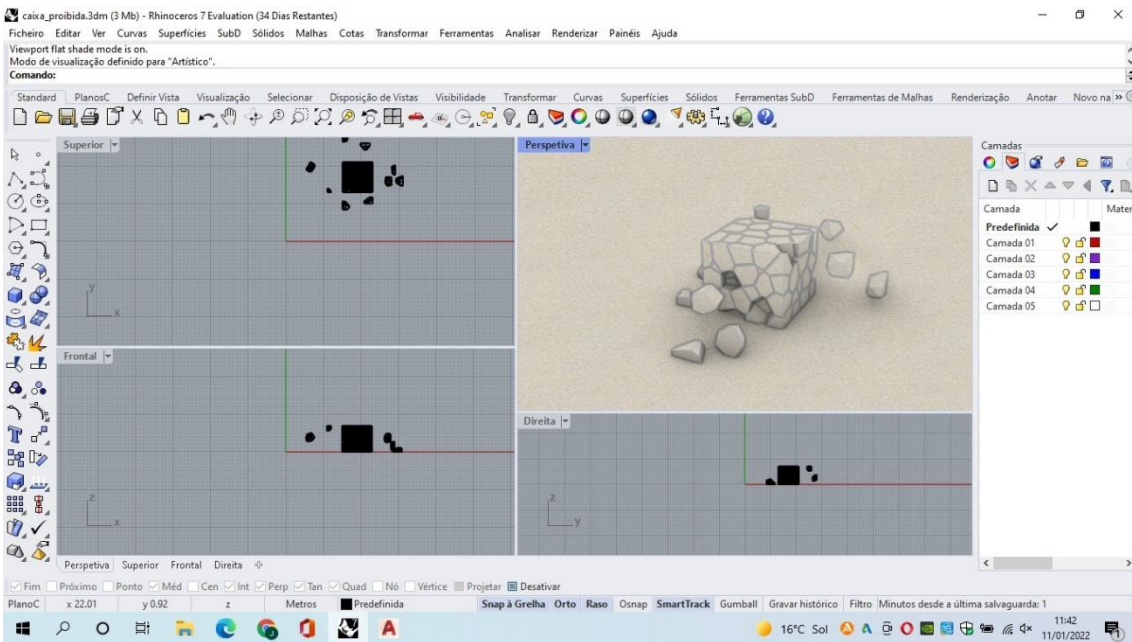 caixa_proibida.3dm (3 Mb) - Rhinoceros 7 Evaluation (34 Dias Restantes)
Ficheiro Editar Ver Curvas Superfícies SubD Sólidos Malhas Cotas Transformar Ferramentas Analisar Renderizar Painéis Ajuda
Viewport flat shade mode is on.
Modo de visualização definido para "Artístico".
Comando:
Standard PlanosC Definir Vista Visualização Selecionar Disposição de Vistas Visibilidade Transformar Curvas Superfícies Sólidos Ferramentas SubD Ferramentas de Malhas Renderização Anotar Novo na »
Superior
Perspetiva
Camadas
Camada Mater
Predefinida
Camada 01
Camada 02
Camada 03
Camada 04
Camada 05
y
x
Frontal
Direita
z
x
z
y
Perspetiva Superior Frontal Direita
Fim Próximo Ponto Méd Cen Int Perp Tan Quad Nó Vértice Projetar Desativar
PlanoC x 22.01 y 0.92 z Metros Predefinida Snap à Grelha Orto Raso Osnap SmartTrack Gumball Gravar histórico Filtro Minutos desde a última salvaguarda: 1
16°C Sol
11:42
11/01/2022